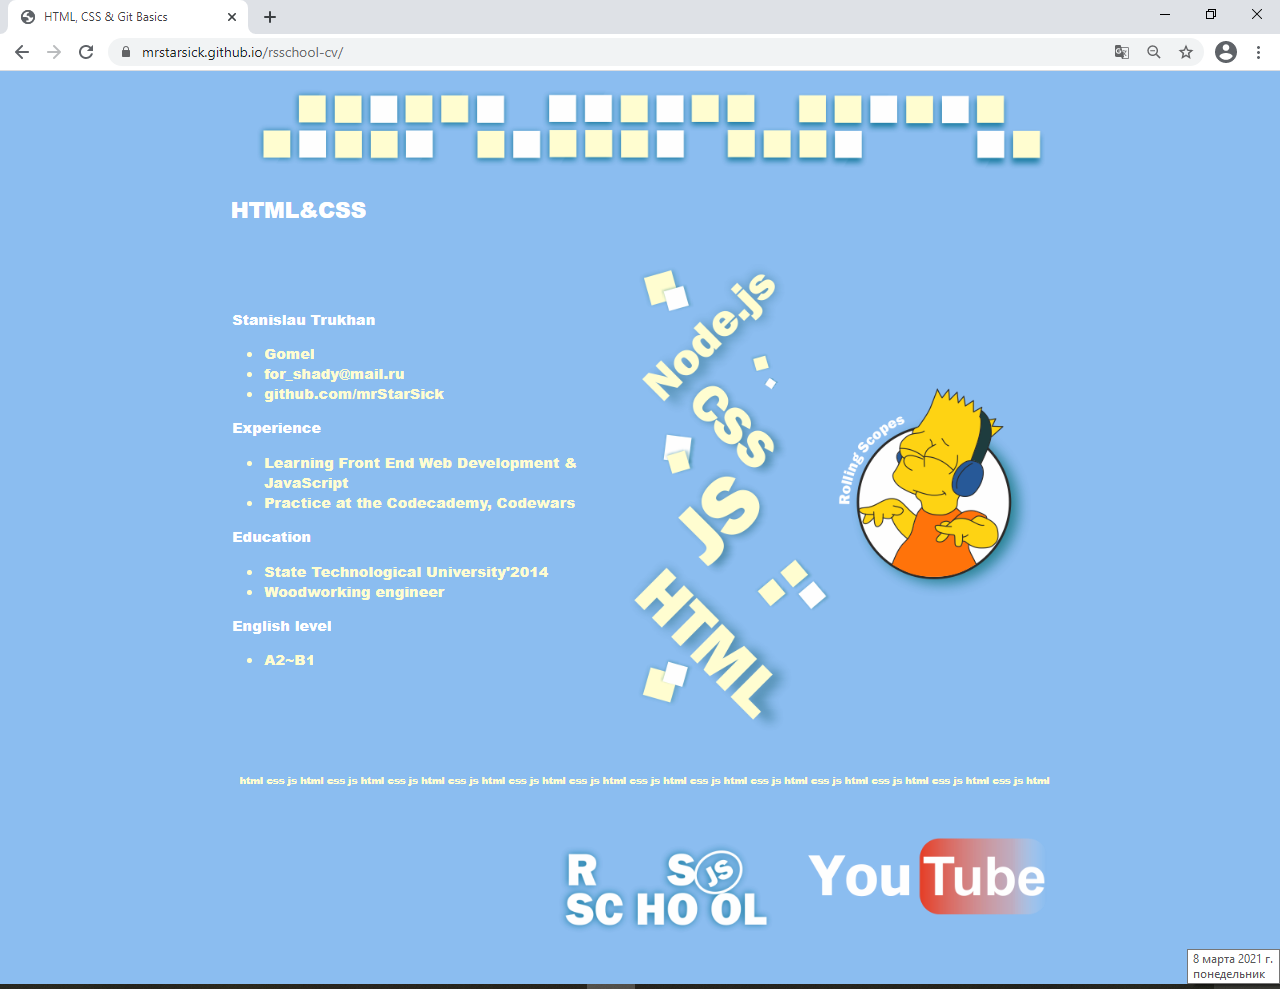 HTML, CSS & Git Basics
mrstarsick.github.io/rsschool-cv/
HTML&CSS
Stanislau Trukhan
Gomel
for_shady@mail.ru
github.com/mrStarSick
Experience
Learning Front End Web Development &
JavaScript
Practice at the Codecademy, Codewars
Education
State Technological University'2014
Woodworking engineer
English level
A2~B1
Node.js
CSS
JS
HTML
Rolling Scopes
html css js html css js html css js html css js html css js html css js html css js html css js html css js html css js html css js html css js html css js html
R S JS
SCHOOL
YouTube
8 марта 2021 г.
понедельник